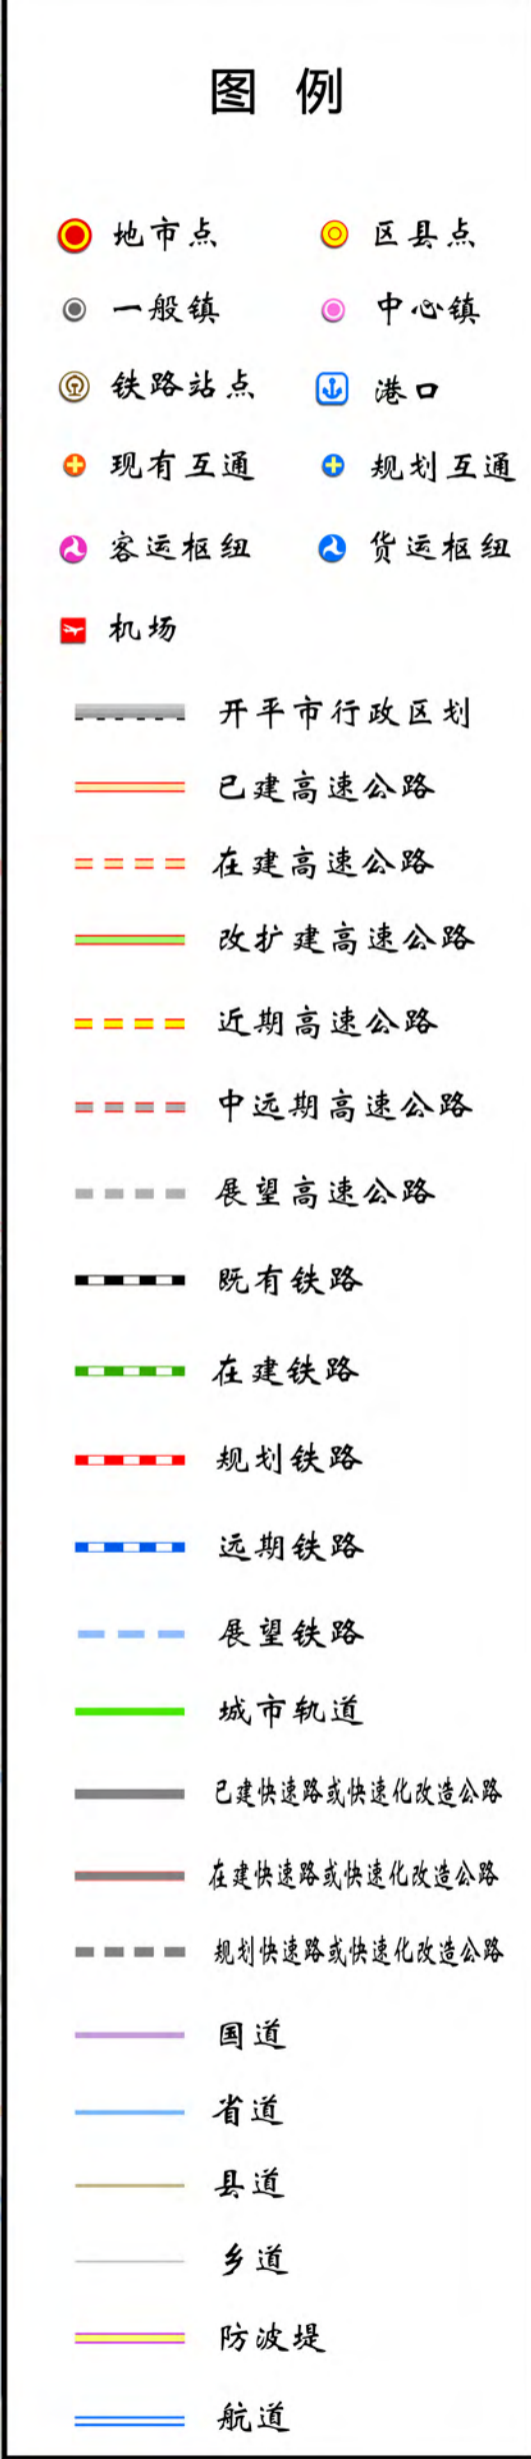 图 例
地市点 区县点
一般镇 中心镇
铁路站点 港口
现有互通 规划互通
客运枢纽 货运枢纽
机场
开平市行政区划
已建高速公路
在建高速公路
改扩建高速公路
近期高速公路
中远期高速公路
展望高速公路
既有铁路
在建铁路
规划铁路
远期铁路
展望铁路
城市轨道
已建快速路或快速化改造公路
在建快速路或快速化改造公路
规划快速路或快速化改造公路
国道
省道
县道
乡道
防波堤
航道